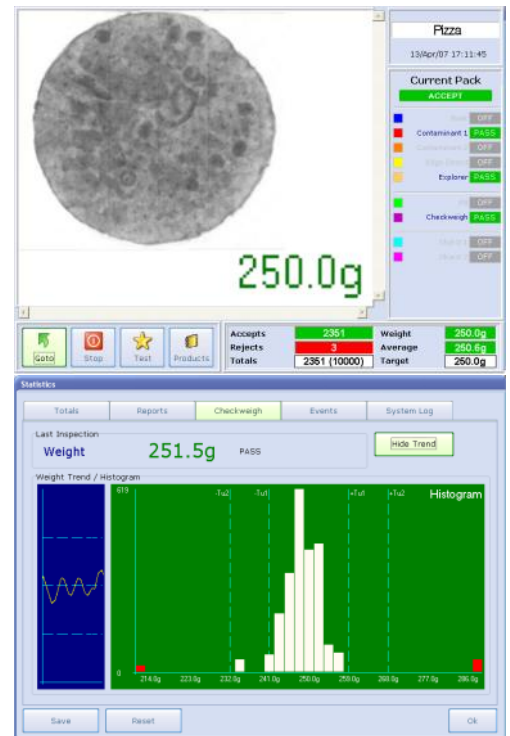 Pizza
13/Apr/07 17:11:45
Current Pack
ACCEPT
OFF
Contaminant 1 PASS
Contaminant 2 OFF
OFF
Explorer PASS
OFF
Checkweigh PASS
OFF
OFF
250.0g
Goto Stop Test Products
Accepts 2351 Weight 250.0g
Rejects 3 Average 250.6g
Totals 2351 (10000) Target 250.0g
Statistics
Totals Reports Checkweigh Events System Log
Last Inspection
Weight 251.5g PASS
Hide Trend
Weight Trend / Histogram
619 -Tu2 -Tu1 +Tu1 +Tu2 Histogram
0
214.0g 223.0g 232.0g 241.0g 250.0g 259.0g 268.0g 277.0g 286.0g
Save Reset Ok